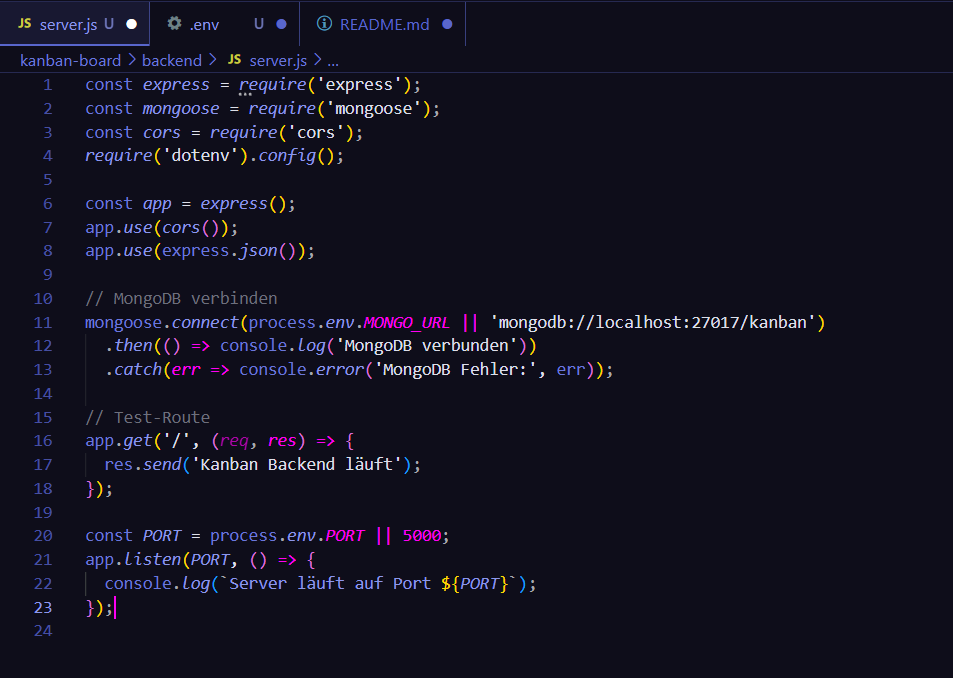 JS server.js U .env U README.md
kanban-board > backend > JS server.js > ...
1 const express = require('express');
2 const mongoose = require('mongoose');
3 const cors = require('cors');
4 require('dotenv').config();
5
6 const app = express();
7 app.use(cors());
8 app.use(express.json());
9
10 // MongoDB verbinden
11 mongoose.connect(process.env.MONGO_URL || 'mongodb://localhost:27017/kanban')
12 .then(() => console.log('MongoDB verbunden'))
13 .catch(err => console.error('MongoDB Fehler:', err));
14
15 // Test-Route
16 app.get('/', (req, res) => {
17 res.send('Kanban Backend läuft');
18 });
19
20 const PORT = process.env.PORT || 5000;
21 app.listen(PORT, () => {
22 console.log(`Server läuft auf Port ${PORT}`);
23 });
24